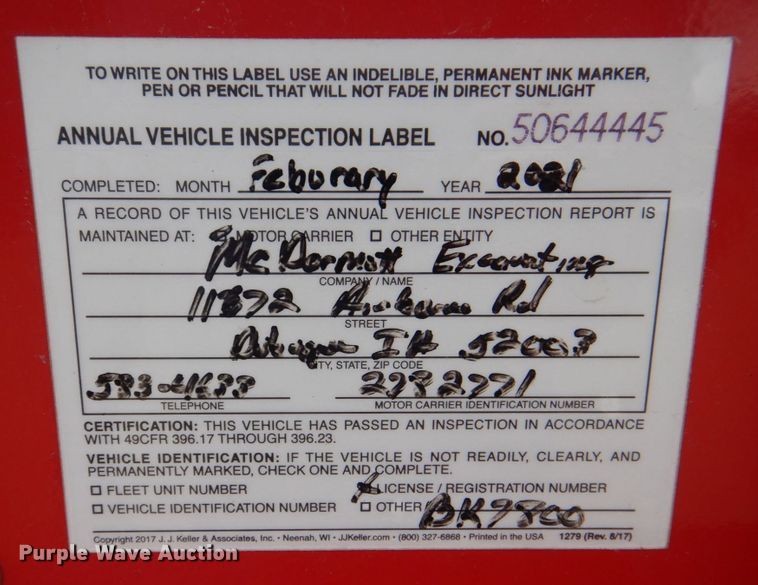 TO WRITE ON THIS LABEL USE AN INDELIBLE, PERMANENT INK MARKER,
PEN OR PENCIL THAT WILL NOT FADE IN DIRECT SUNLIGHT
ANNUAL VEHICLE INSPECTION LABEL NO. 50644445
COMPLETED: MONTH Feburary YEAR 2021
A RECORD OF THIS VEHICLE'S ANNUAL VEHICLE INSPECTION REPORT IS
MAINTAINED AT: MOTOR CARRIER OTHER ENTITY
McDermott Excavating
COMPANY / NAME
11872 Rd
STREET
IA 52003
CITY, STATE, ZIP CODE
583-
TELEPHONE MOTOR CARRIER IDENTIFICATION NUMBER
CERTIFICATION: THIS VEHICLE HAS PASSED AN INSPECTION IN ACCORDANCE
WITH 49CFR 396.17 THROUGH 396.23.
VEHICLE IDENTIFICATION: IF THE VEHICLE IS NOT READILY, CLEARLY, AND
PERMANENTLY MARKED, CHECK ONE AND COMPLETE.
FLEET UNIT NUMBER LICENSE / REGISTRATION NUMBER
VEHICLE IDENTIFICATION NUMBER OTHER BK9800
Copyright 2017 J. J. Keller & Associates, Inc. • Neenah, WI • JJKeller.com • (800) 327-6868 • Printed in the USA 1279 (Rev. 8/17)
Purple Wave Auction